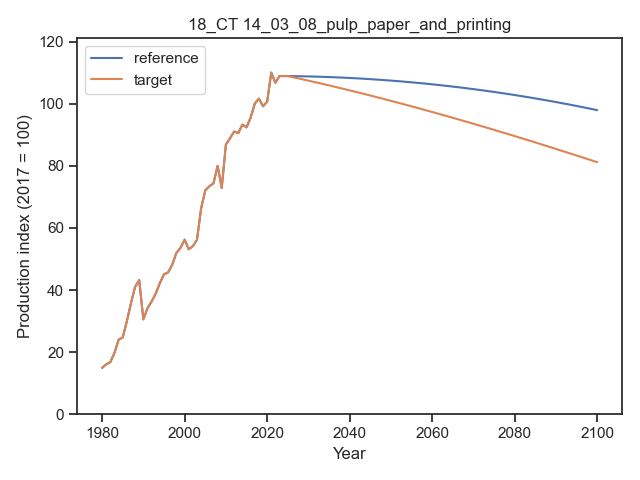 18_CT 14_03_08_pulp_paper_and_printing
reference
target
Production index (2017 = 100)
120
100
80
60
40
20
0
1980
2000
2020
2040
2060
2080
2100
Year